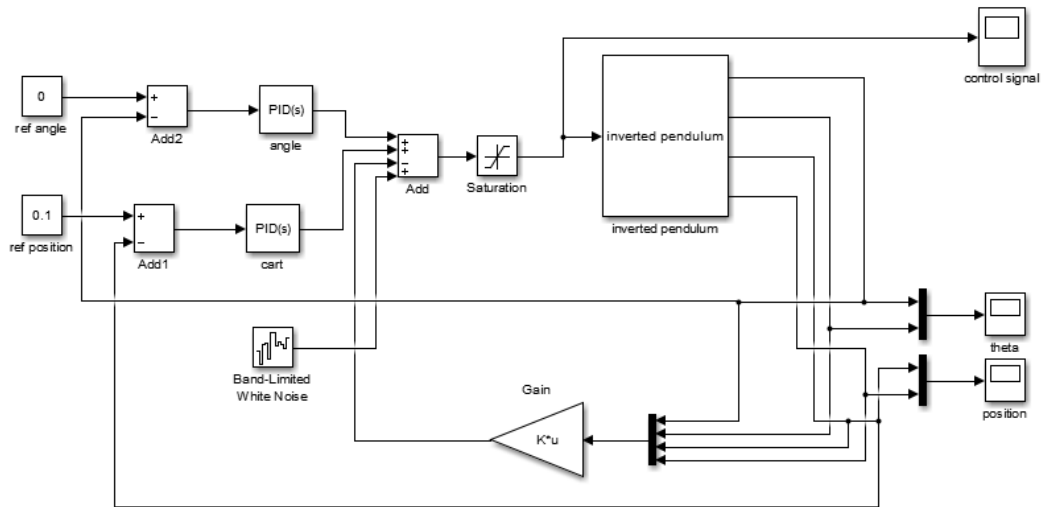 control signal
0
ref angle
+
−
Add2
PID(s)
angle
+
+
−
+
Add
Saturation
inverted pendulum
inverted pendulum
0.1
ref position
+
−
Add1
PID(s)
cart
Band-Limited
White Noise
Gain
K*u
theta
position